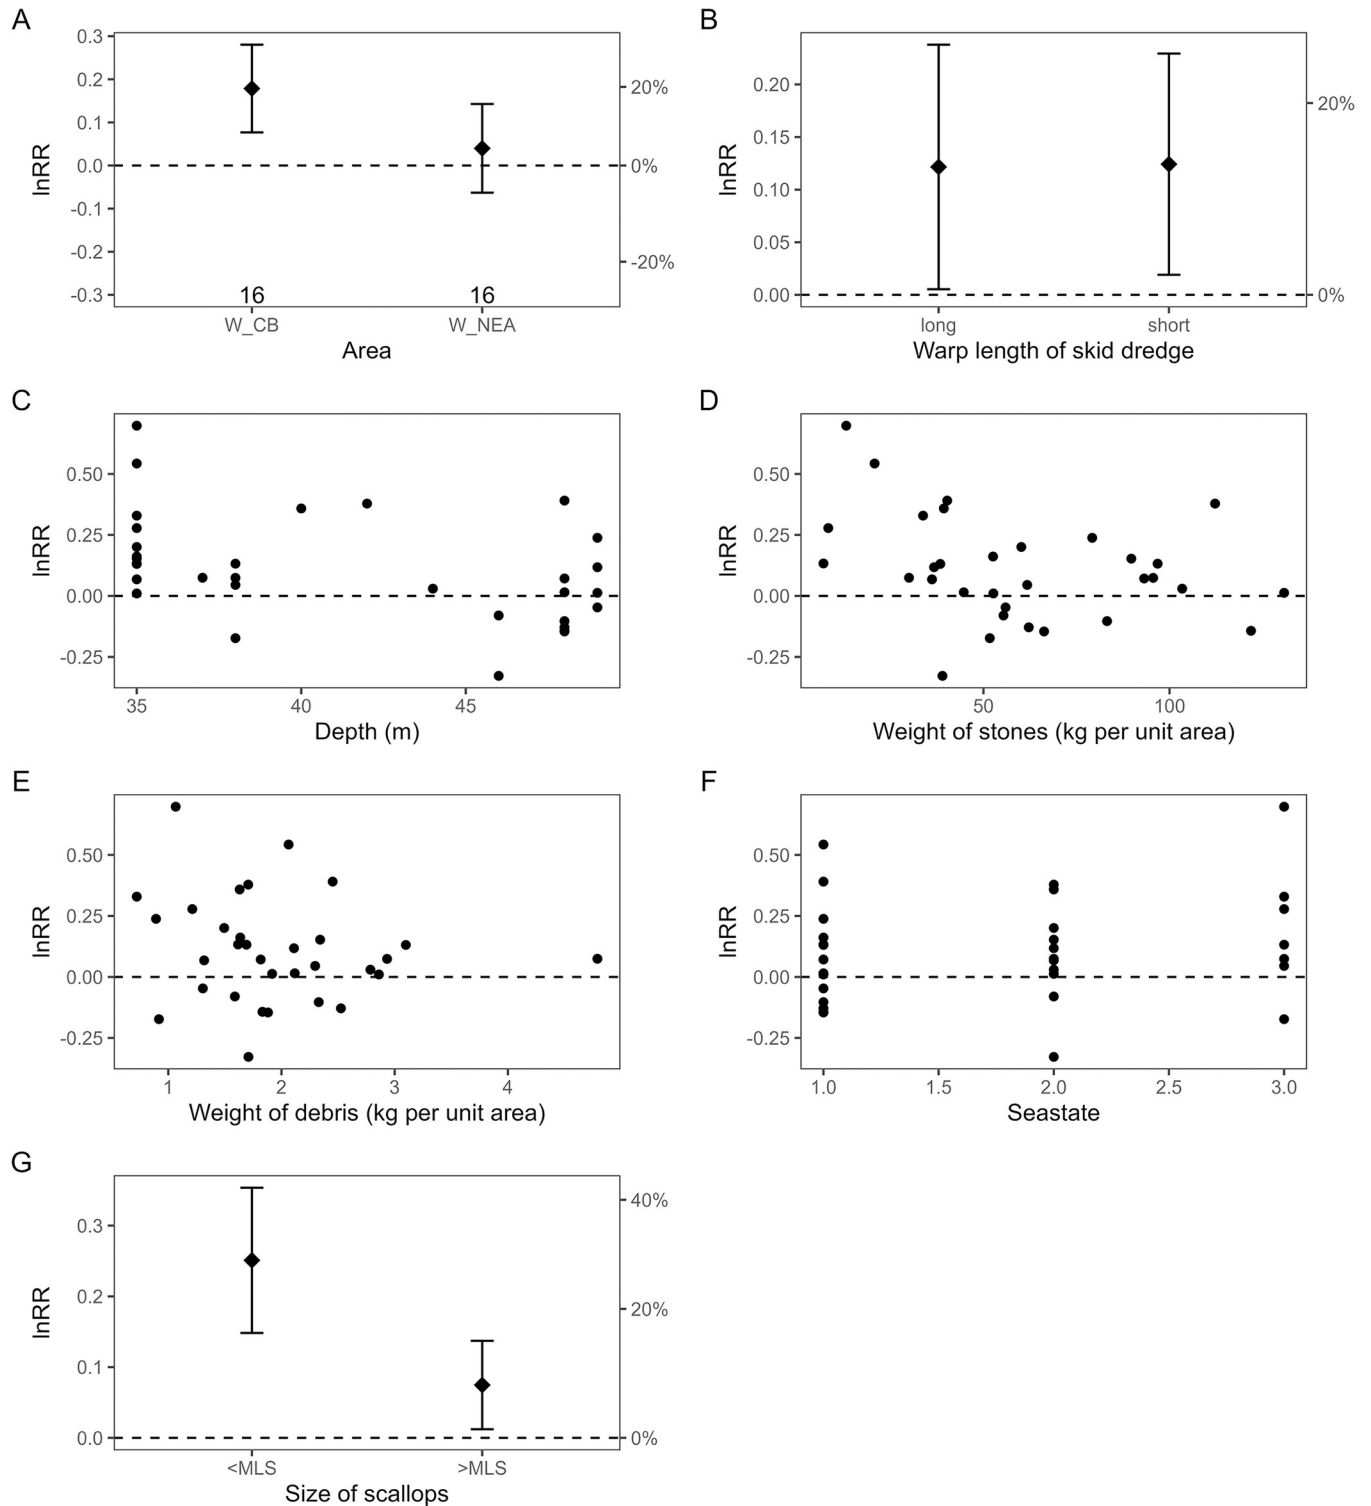 A
lnRR
0.3
0.2
0.1
0.0
-0.1
-0.2
-0.3
20%
0%
-20%
16 16
W_CB W_NEA
Area
B
lnRR
0.20
0.15
0.10
0.05
0.00
20%
0%
long short
Warp length of skid dredge
C
lnRR
0.50
0.25
0.00
-0.25
35 40 45
Depth (m)
D
lnRR
0.50
0.25
0.00
-0.25
50 100
Weight of stones (kg per unit area)
E
lnRR
0.50
0.25
0.00
-0.25
1 2 3 4
Weight of debris (kg per unit area)
F
lnRR
0.50
0.25
0.00
-0.25
1.0 1.5 2.0 2.5 3.0
Seastate
G
lnRR
0.3
0.2
0.1
0.0
40%
20%
0%
<MLS >MLS
Size of scallops